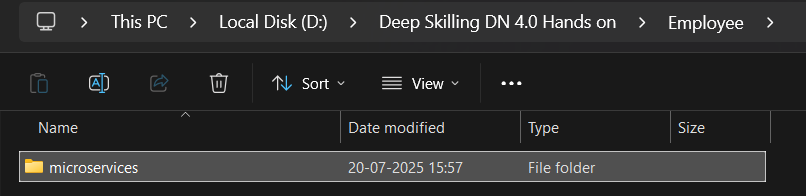 This PC > Local Disk (D:) > Deep Skilling DN 4.0 Hands on > Employee >
Sort View
Name Date modified Type Size
microservices 20-07-2025 15:57 File folder